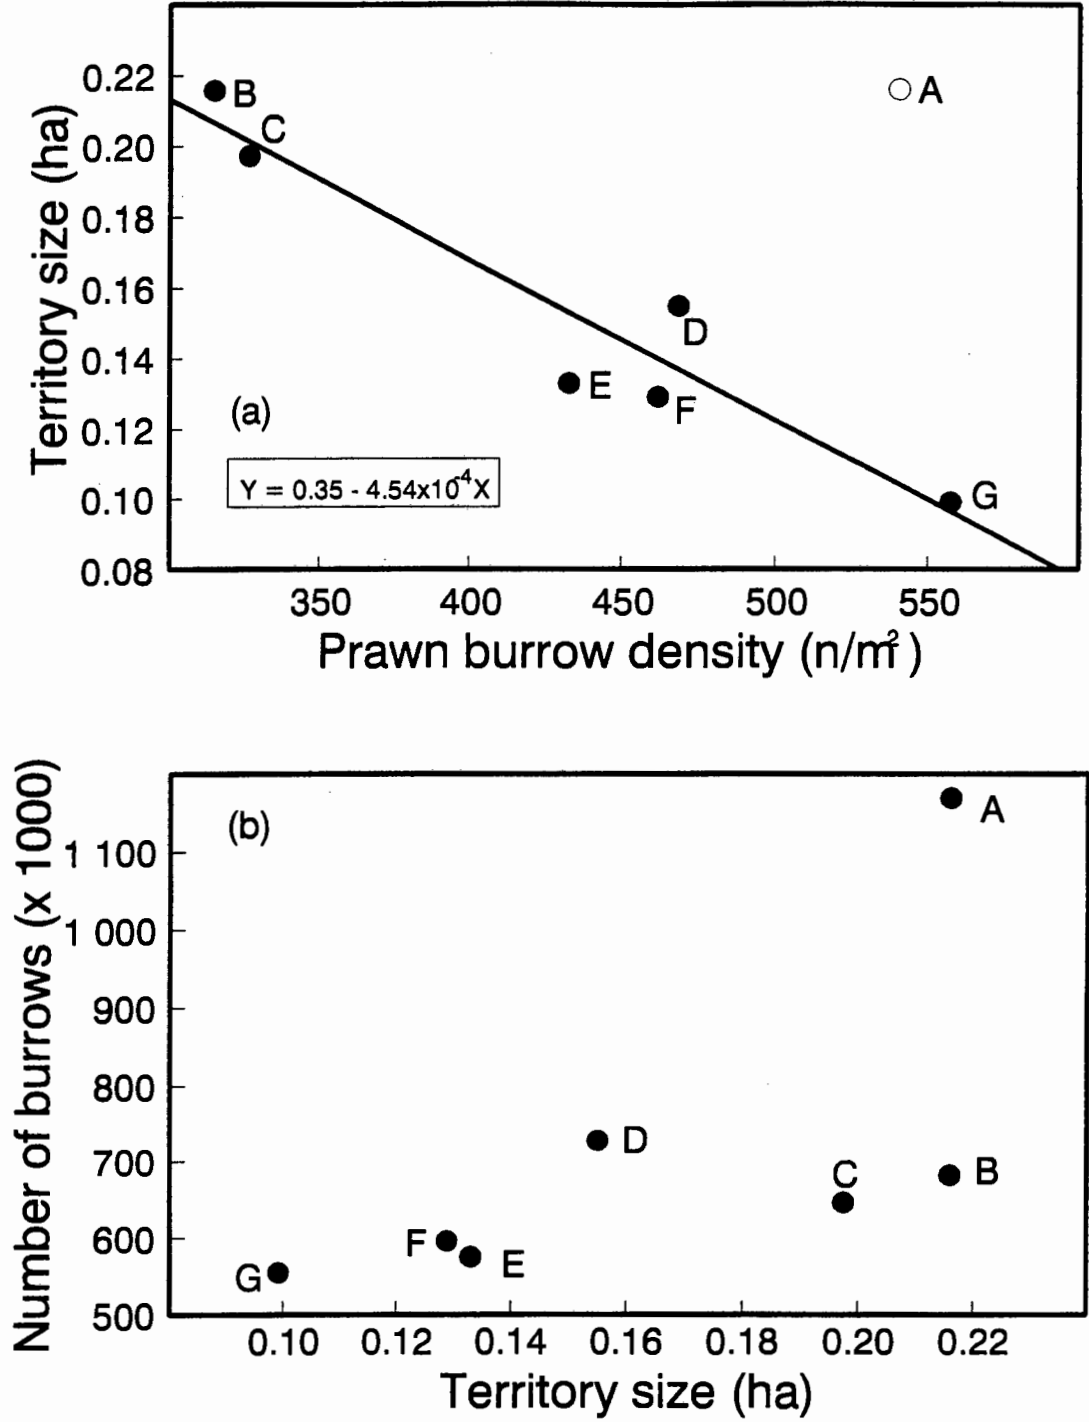 Territory size (ha)
0.22
0.20
0.18
0.16
0.14
0.12
0.10
0.08
B
C
A
D
E
F
G
(a)
Y = 0.35 - 4.54x10⁻⁴X
350 400 450 500 550
Prawn burrow density (n/m²)
Number of burrows (x 1000)
1 100
1 000
900
800
700
600
500
(b)
A
D
C
B
F
E
G
0.10 0.12 0.14 0.16 0.18 0.20 0.22
Territory size (ha)